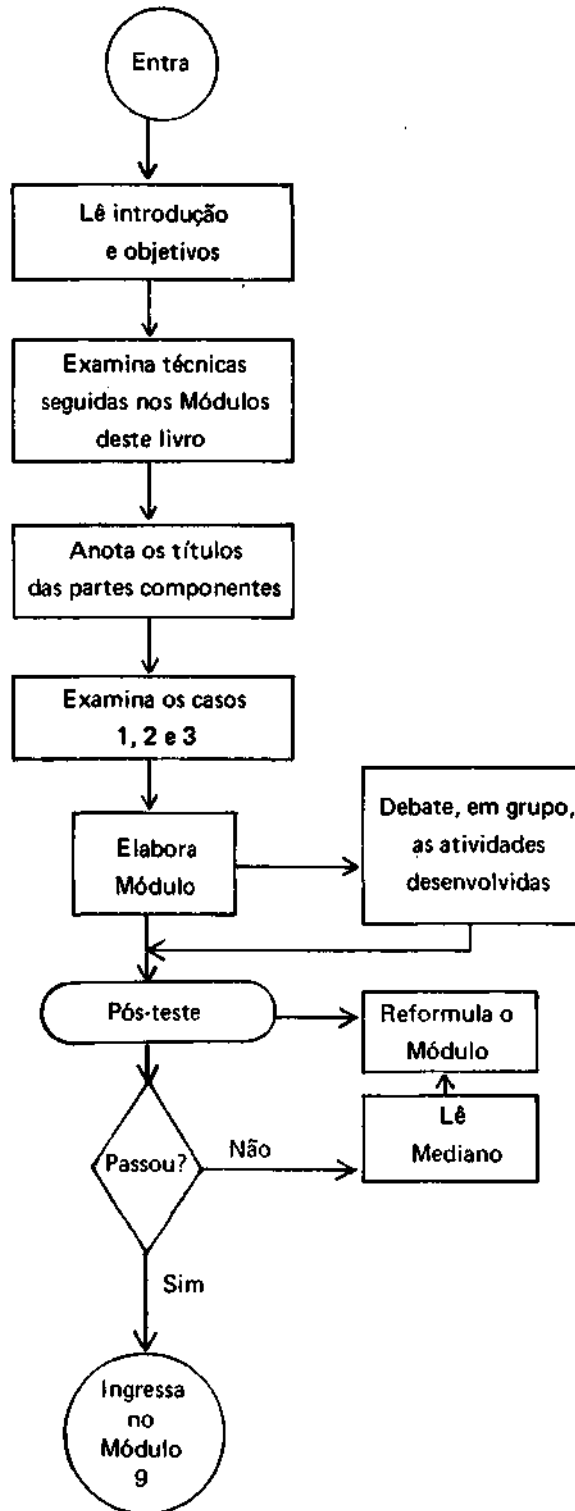 Entra
Lê introdução
e objetivos
Examina técnicas
seguidas nos Módulos
deste livro
Anota os títulos
das partes componentes
Examina os casos
1, 2 e 3
Elabora
Módulo
Debate, em grupo,
as atividades
desenvolvidas
Pós-teste
Reformula o
Módulo
Lê
Mediano
Passou?
Não
Sim
Ingressa
no
Módulo
9